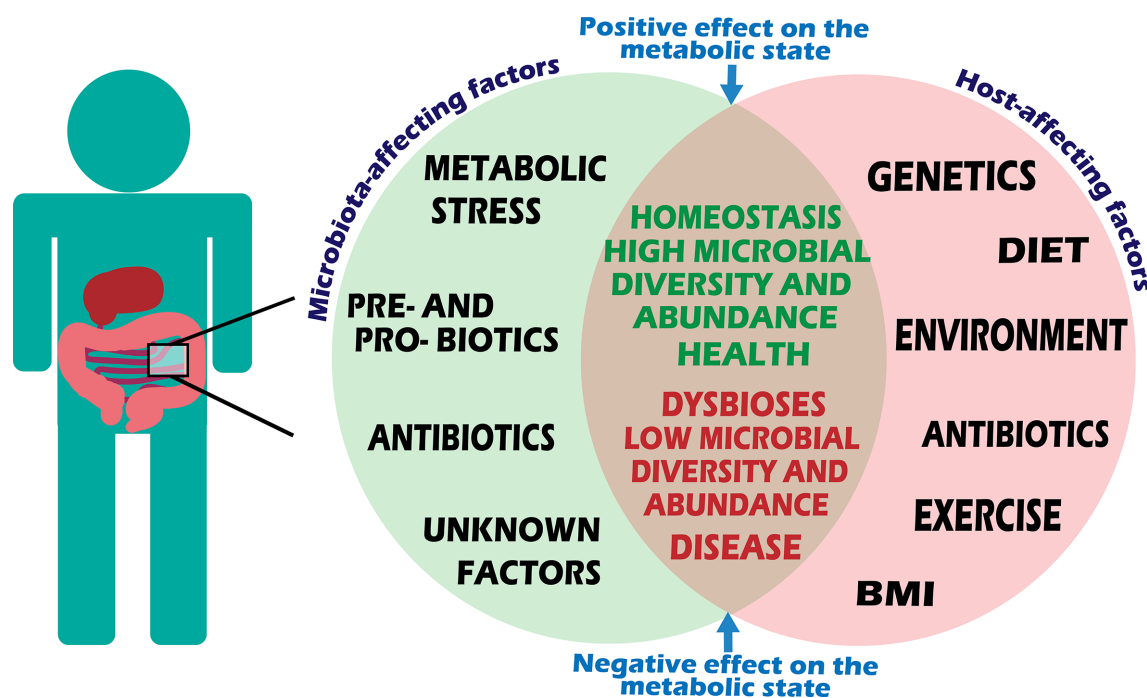 Positive effect on the
metabolic state
Microbiota-affecting factors
Host-affecting factors
METABOLIC
STRESS
PRE- AND
PRO- BIOTICS
ANTIBIOTICS
UNKNOWN
FACTORS
HOMEOSTASIS
HIGH MICROBIAL
DIVERSITY AND
ABUNDANCE
HEALTH
DYSBIOSES
LOW MICROBIAL
DIVERSITY AND
ABUNDANCE
DISEASE
GENETICS
DIET
ENVIRONMENT
ANTIBIOTICS
EXERCISE
BMI
Negative effect on the
metabolic state